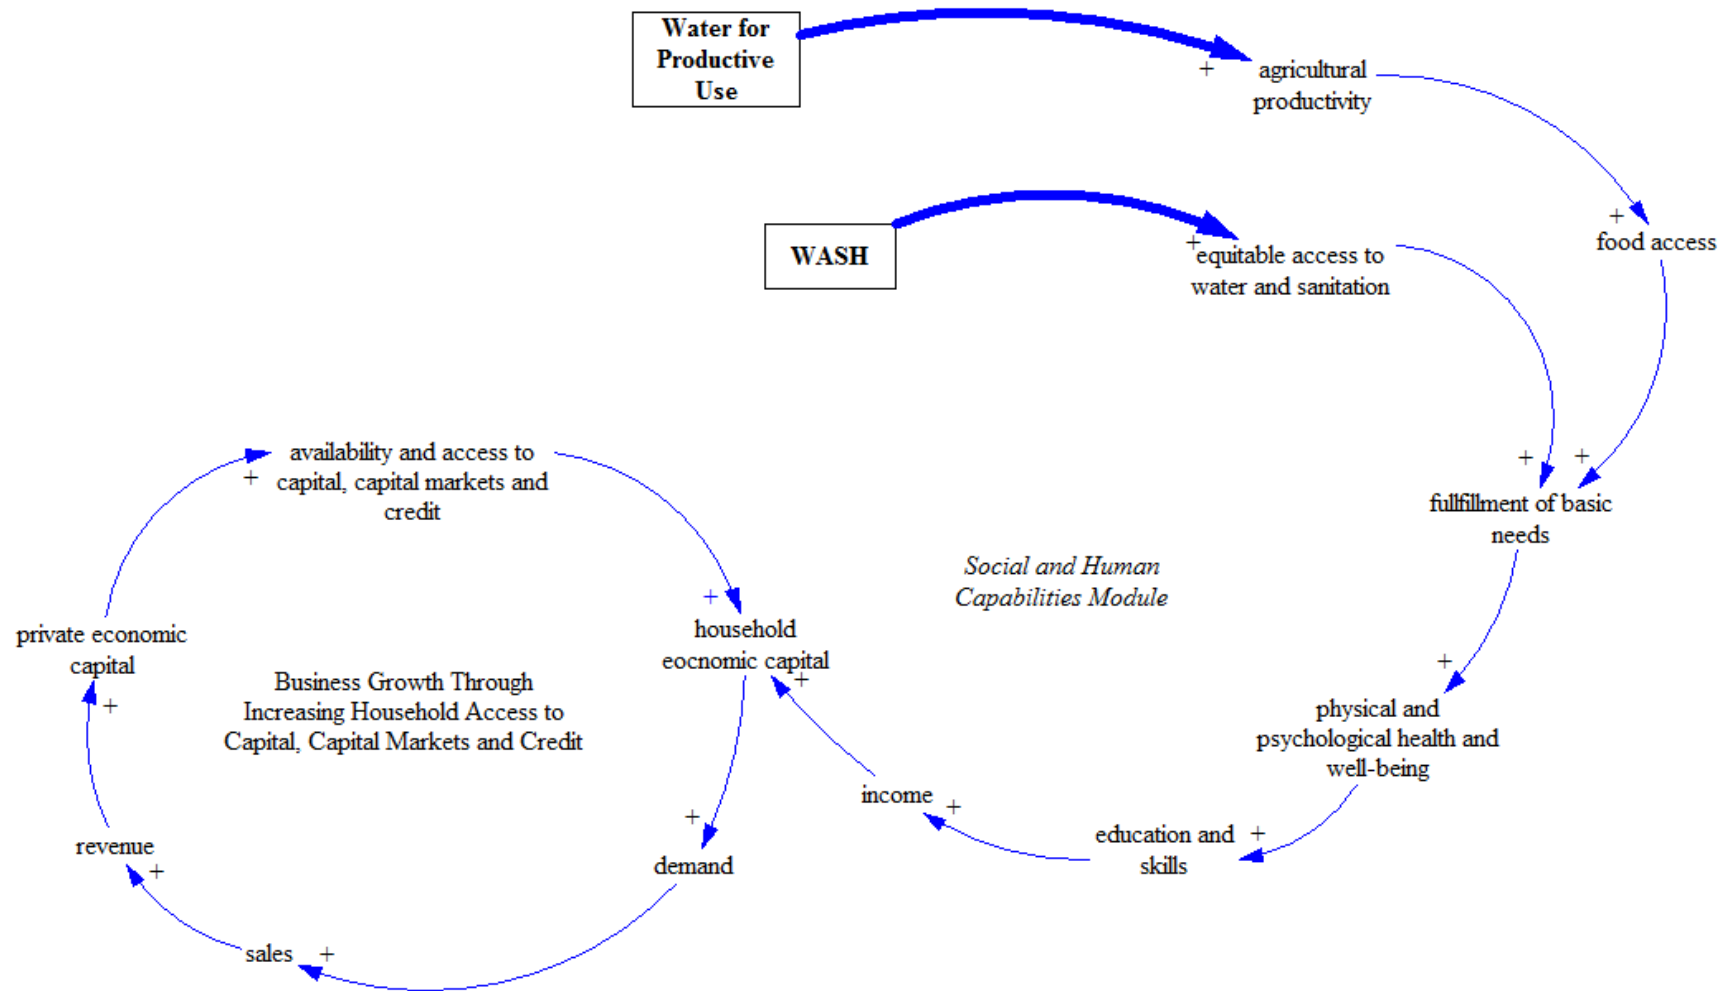 Water for
Productive
Use
+
agricultural
productivity
+
food access
WASH
+
equitable access to
water and sanitation
+
+
fullfillment of basic
needs
availability and access to
+
capital, capital markets and
credit
Social and Human
Capabilities Module
+
household
eocnomic capital
+
private economic
capital
+
Business Growth Through
Increasing Household Access to
Capital, Capital Markets and Credit
+
physical and
psychological health and
well-being
income
+
education and
skills
+
+
demand
revenue
+
sales
+